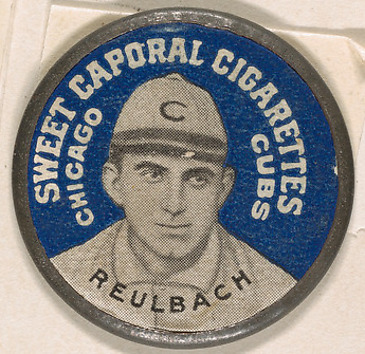 SWEET CAPORAL CIGARETTES
CHICAGO
CUBS
C
REULBACH